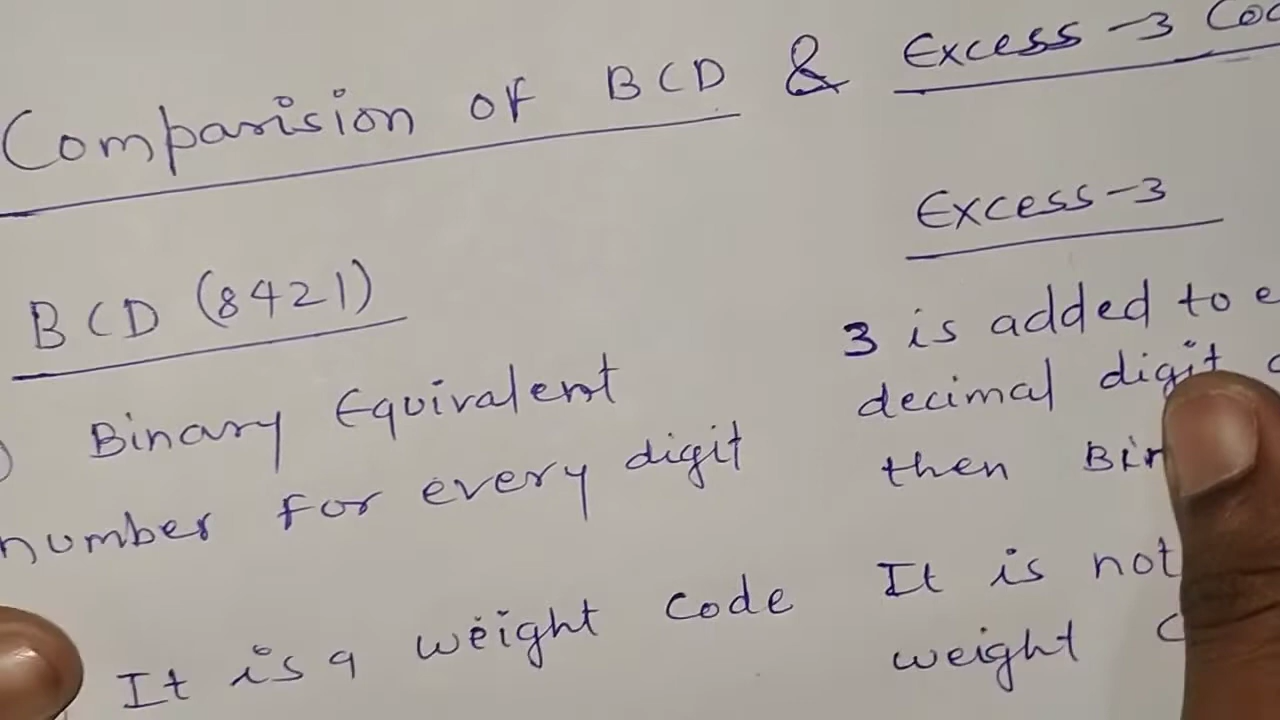 Comparision of BCD & Excess-3
BCD (8421)
Binary Equivalent
number for every digit
It is a weight code
Excess-3
3 is added to
decimal digit
then
It is not
weight